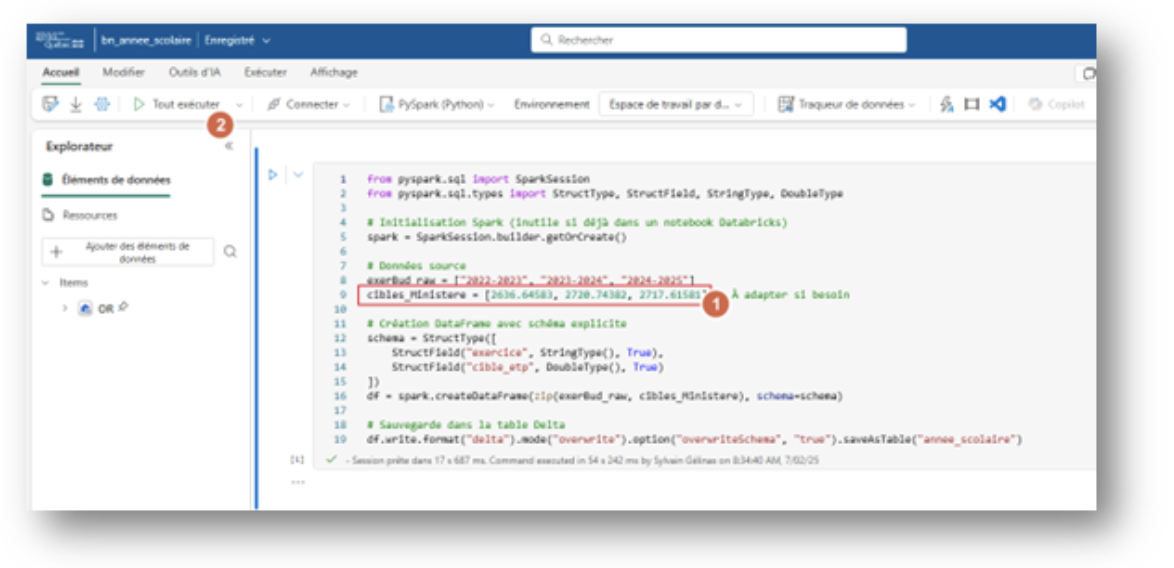 Québec
bn_annee_scolaire | Enregistré
Rechercher
Accueil Modifier Outils d'IA Exécuter Affichage
Tout exécuter Connecter PySpark (Python) Environnement Espace de travail par d... Traqueur de données Copilot
2
Explorateur
Éléments de données
Ressources
Ajouter des éléments de
données
Items
OR
1 from pyspark.sql import SparkSession
2 from pyspark.sql.types import StructType, StructField, StringType, DoubleType
3
4 # Initialisation Spark (inutile si déjà dans un notebook Databricks)
5 spark = SparkSession.builder.getOrCreate()
6
7 # Données source
8 exerBud_raw = ["2022-2023", "2023-2024", "2024-2025"]
9 cibles_Ministere = [2636.64583, 2720.74382, 2717.61581 À adapter si besoin
1
10
11 # Création DataFrame avec schéma explicite
12 schema = StructType([
13 StructField("exercice", StringType(), True),
14 StructField("cible_etp", DoubleType(), True)
15 ])
16 df = spark.createDataFrame(zip(exerBud_raw, cibles_Ministere), schema=schema)
17
18 # Sauvegarde dans la table Delta
19 df.write.format("delta").mode("overwrite").option("overwriteSchema", "true").saveAsTable("annee_scolaire")
[1] - Session prête dans 17 s 687 ms. Command executed in 54 s 242 ms by Sylvain Gélinas on 8:34:40 AM, 7/02/25